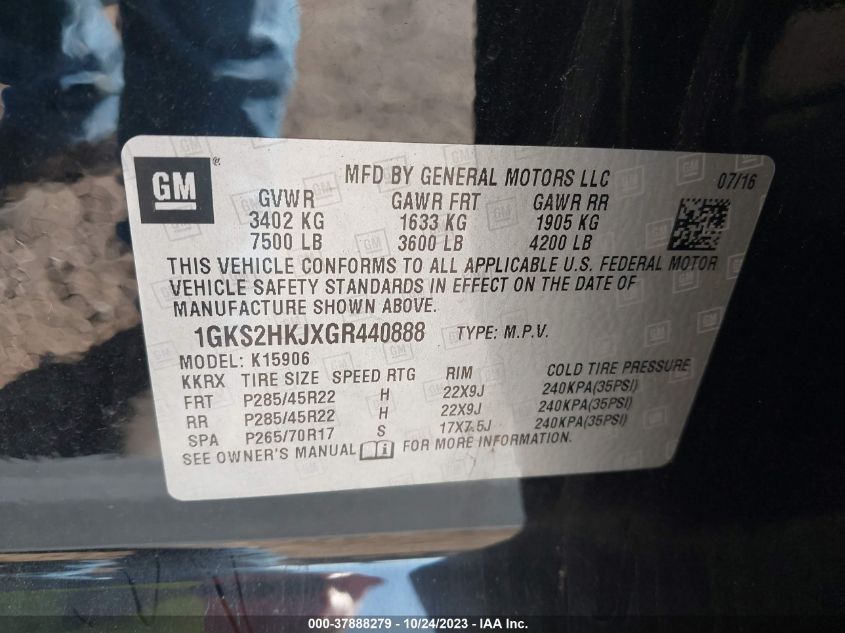 GM ®
MFD BY GENERAL MOTORS LLC 07/16
GVWR GAWR FRT GAWR RR
3402 KG 1633 KG 1905 KG
7500 LB 3600 LB 4200 LB
THIS VEHICLE CONFORMS TO ALL APPLICABLE U.S. FEDERAL MOTOR
VEHICLE SAFETY STANDARDS IN EFFECT ON THE DATE OF
MANUFACTURE SHOWN ABOVE.
1GKS2HKJXGR440888 TYPE: M.P.V.
MODEL: K15906
KKRX TIRE SIZE SPEED RTG RIM COLD TIRE PRESSURE
FRT P285/45R22 H 22X9J 240KPA(35PSI)
RR P285/45R22 H 22X9J 240KPA(35PSI)
SPA P265/70R17 S 17X7.5J 240KPA(35PSI)
SEE OWNER'S MANUAL i FOR MORE INFORMATION.
000-37888279 - 10/24/2023 - IAA Inc.